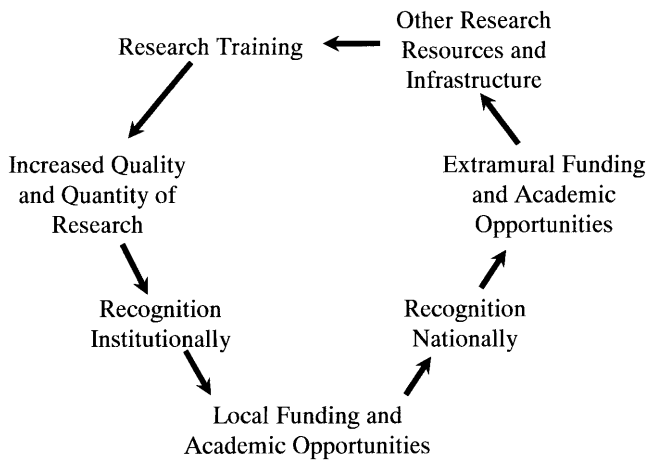 Other Research
Resources and
Infrastructure
Research Training
Increased Quality
and Quantity of
Research
Extramural Funding
and Academic
Opportunities
Recognition
Institutionally
Recognition
Nationally
Local Funding and
Academic Opportunities